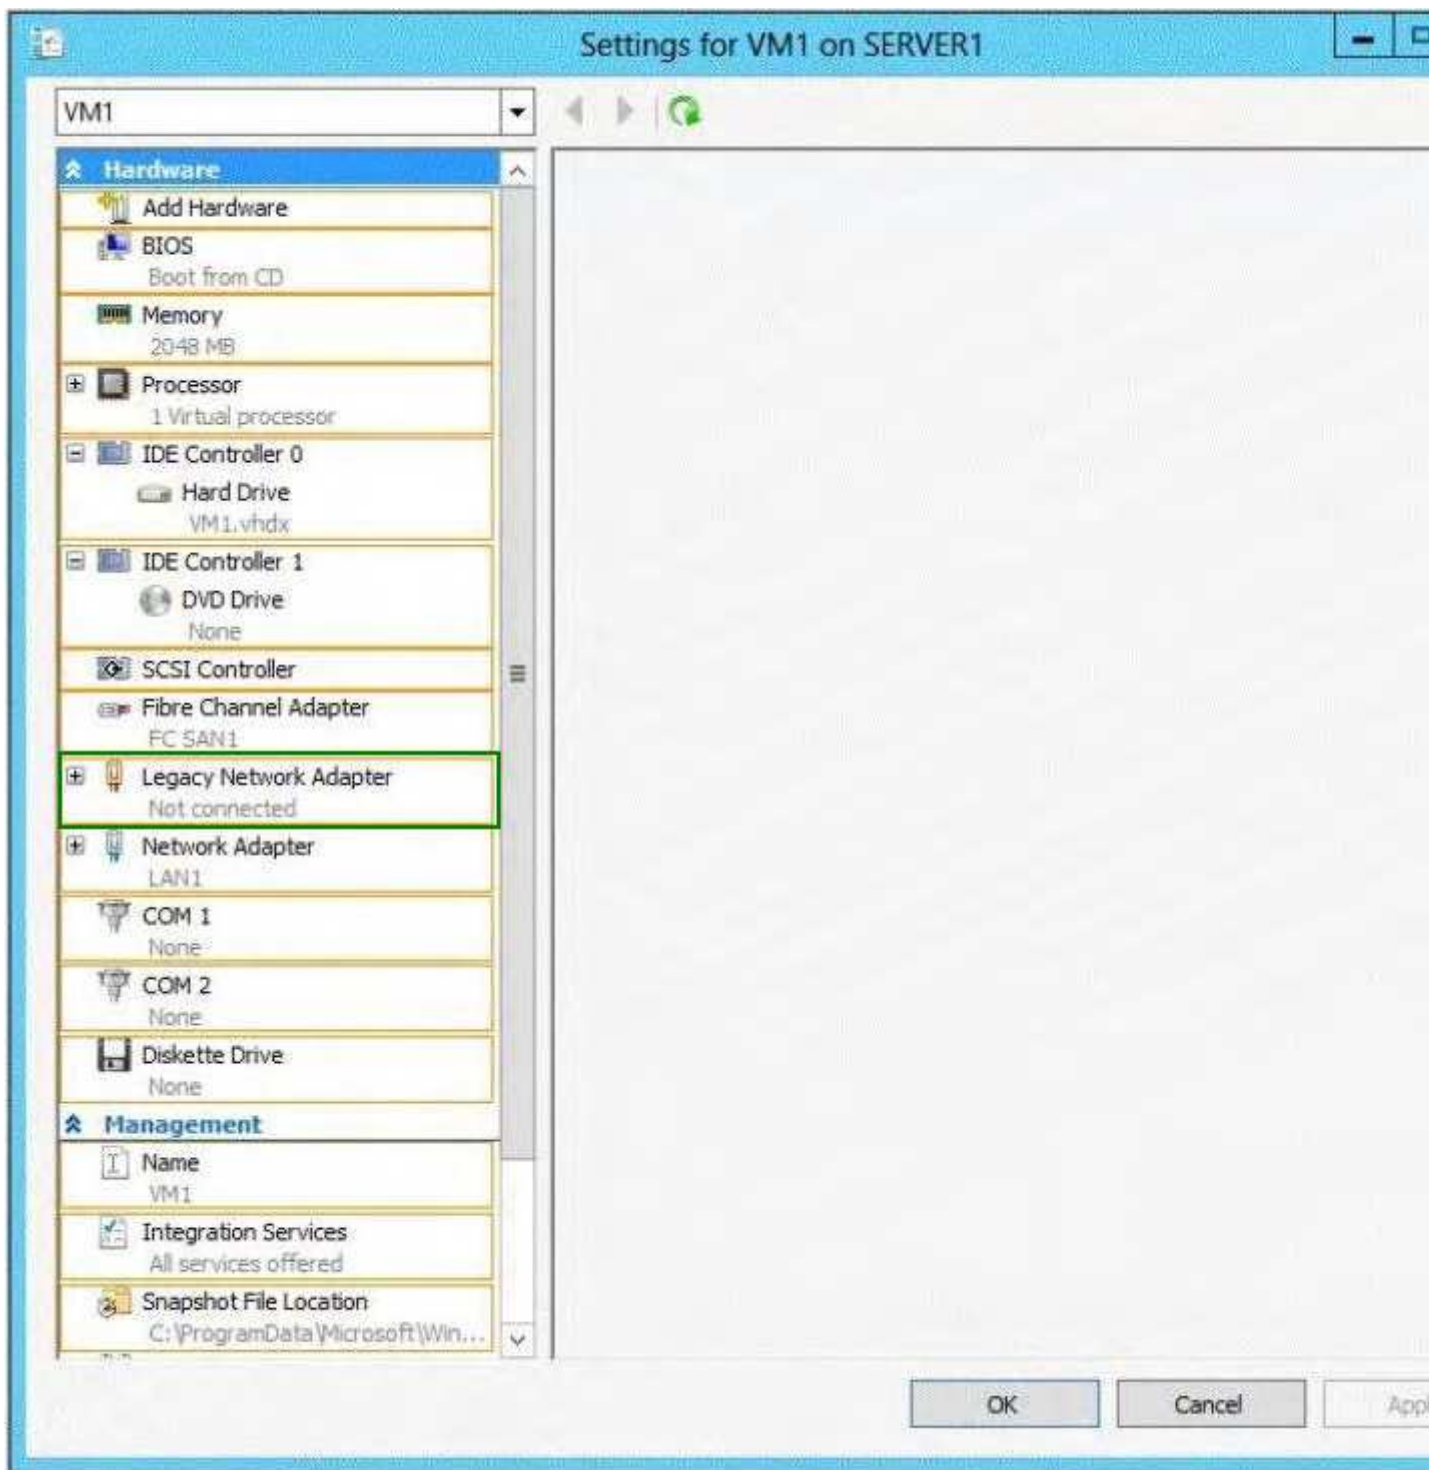 Settings for VM1 on SERVER1
VM1
Hardware
Add Hardware
BIOS
Boot from CD
Memory
2048 MB
Processor
1 Virtual processor
IDE Controller 0
Hard Drive
VM1.vhdx
IDE Controller 1
DVD Drive
None
SCSI Controller
Fibre Channel Adapter
FC SAN1
Legacy Network Adapter
Not connected
Network Adapter
LAN1
COM 1
None
COM 2
None
Diskette Drive
None
Management
Name
VM1
Integration Services
All services offered
Snapshot File Location
C:\ProgramData\Microsoft\Win...
OK
Cancel
Appl